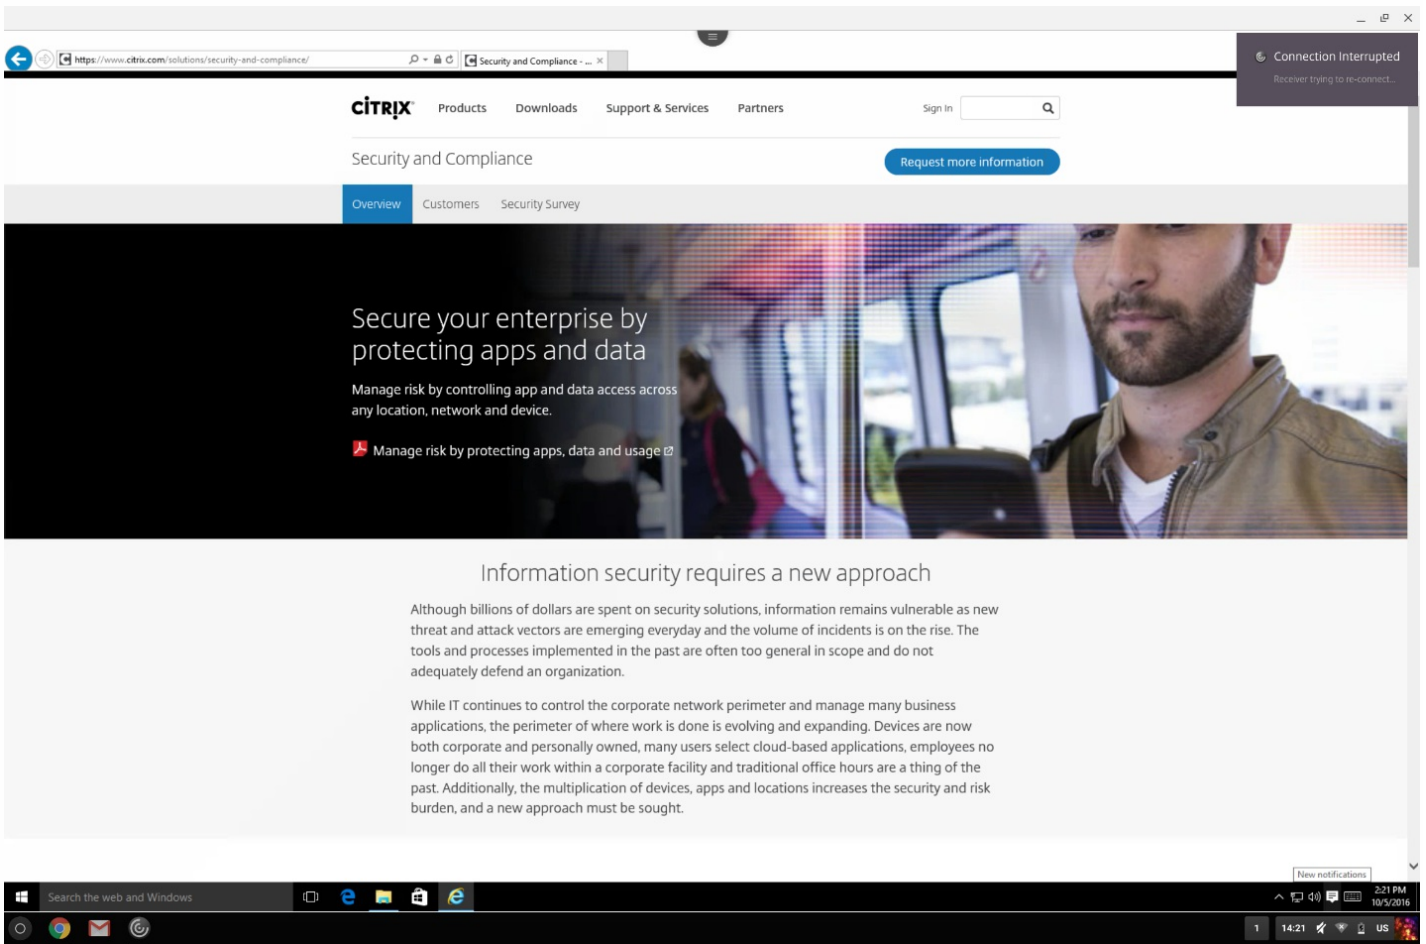 https://www.citrix.com/solutions/security-and-compliance/
Security and Compliance - ...
Connection Interrupted
Receiver trying to re-connect...
CİTRIX
Products
Downloads
Support & Services
Partners
Sign In
Security and Compliance
Request more information
Overview
Customers
Security Survey
Secure your enterprise by
protecting apps and data
Manage risk by controlling app and data access across
any location, network and device.
Manage risk by protecting apps, data and usage
Information security requires a new approach
Although billions of dollars are spent on security solutions, information remains vulnerable as new
threat and attack vectors are emerging everyday and the volume of incidents is on the rise. The
tools and processes implemented in the past are often too general in scope and do not
adequately defend an organization.
While IT continues to control the corporate network perimeter and manage many business
applications, the perimeter of where work is done is evolving and expanding. Devices are now
both corporate and personally owned, many users select cloud-based applications, employees no
longer do all their work within a corporate facility and traditional office hours are a thing of the
past. Additionally, the multiplication of devices, apps and locations increases the security and risk
burden, and a new approach must be sought.
New notifications
Search the web and Windows
2:21 PM
10/5/2016
1
14:21
US